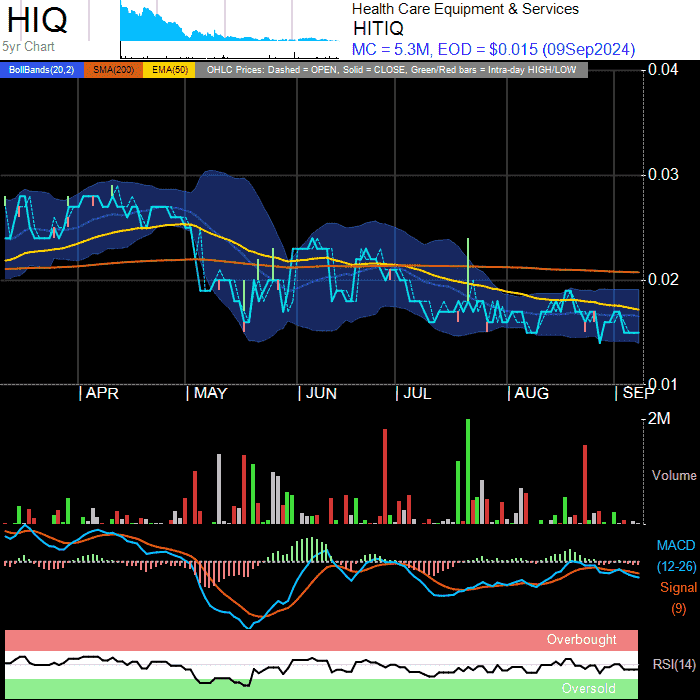 HIQ
5yr Chart
Health Care Equipment & Services
HITIQ
MC = 5.3M, EOD = $0.015 (09Sep2024)
BollBands(20,2) SMA(200) EMA(50) OHLC Prices: Dashed = OPEN, Solid = CLOSE, Green/Red bars = Intra-day HIGH/LOW
0.04
0.03
0.02
0.01
| APR | MAY | JUN | JUL | AUG | SEP
2M
Volume
MACD
(12-26)
Signal
(9)
Overbought
RSI(14)
Oversold